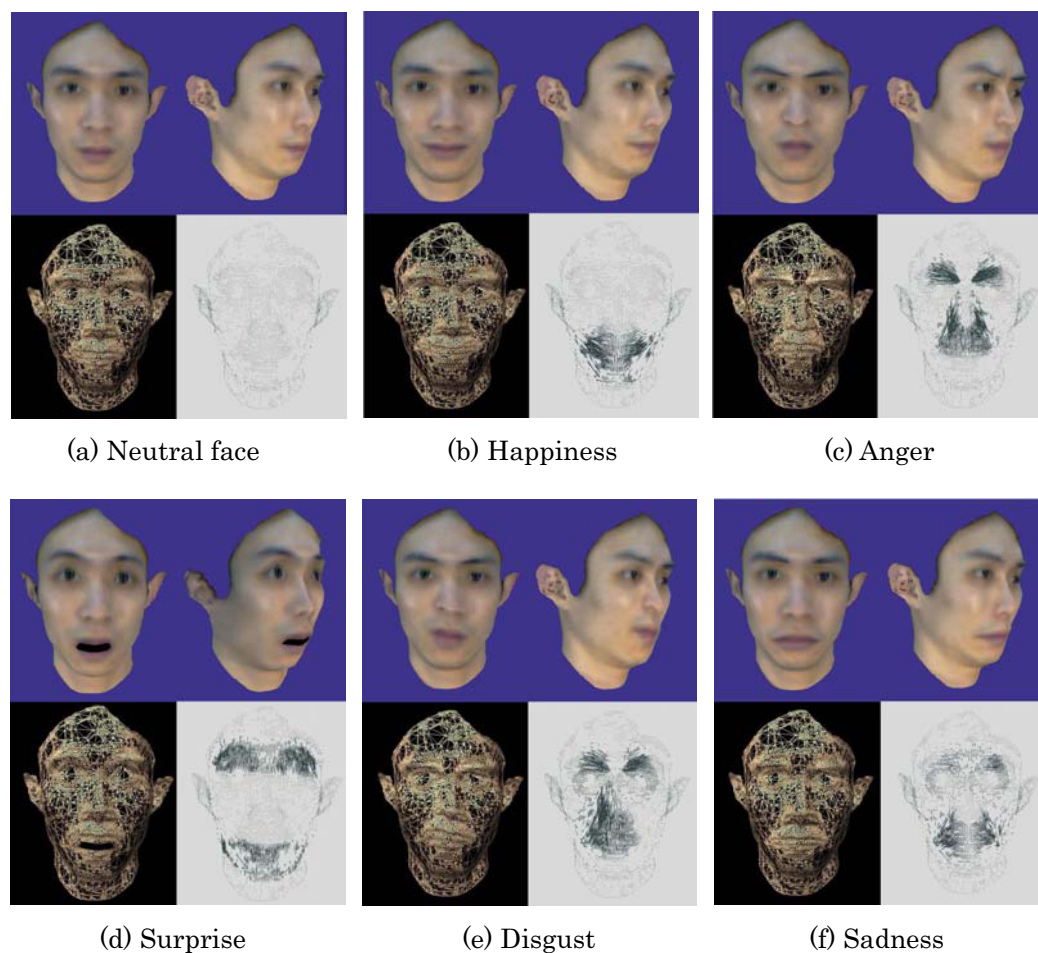 (a) Neutral face
(b) Happiness
(c) Anger
(d) Surprise
(e) Disgust
(f) Sadness